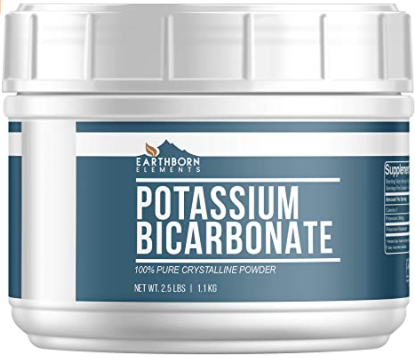 EARTHBORN
ELEMENTS
POTASSIUM
BICARBONATE
100% PURE CRYSTALLINE POWDER
NET WT. 2.5 LBS | 1.1 KG
Supplement